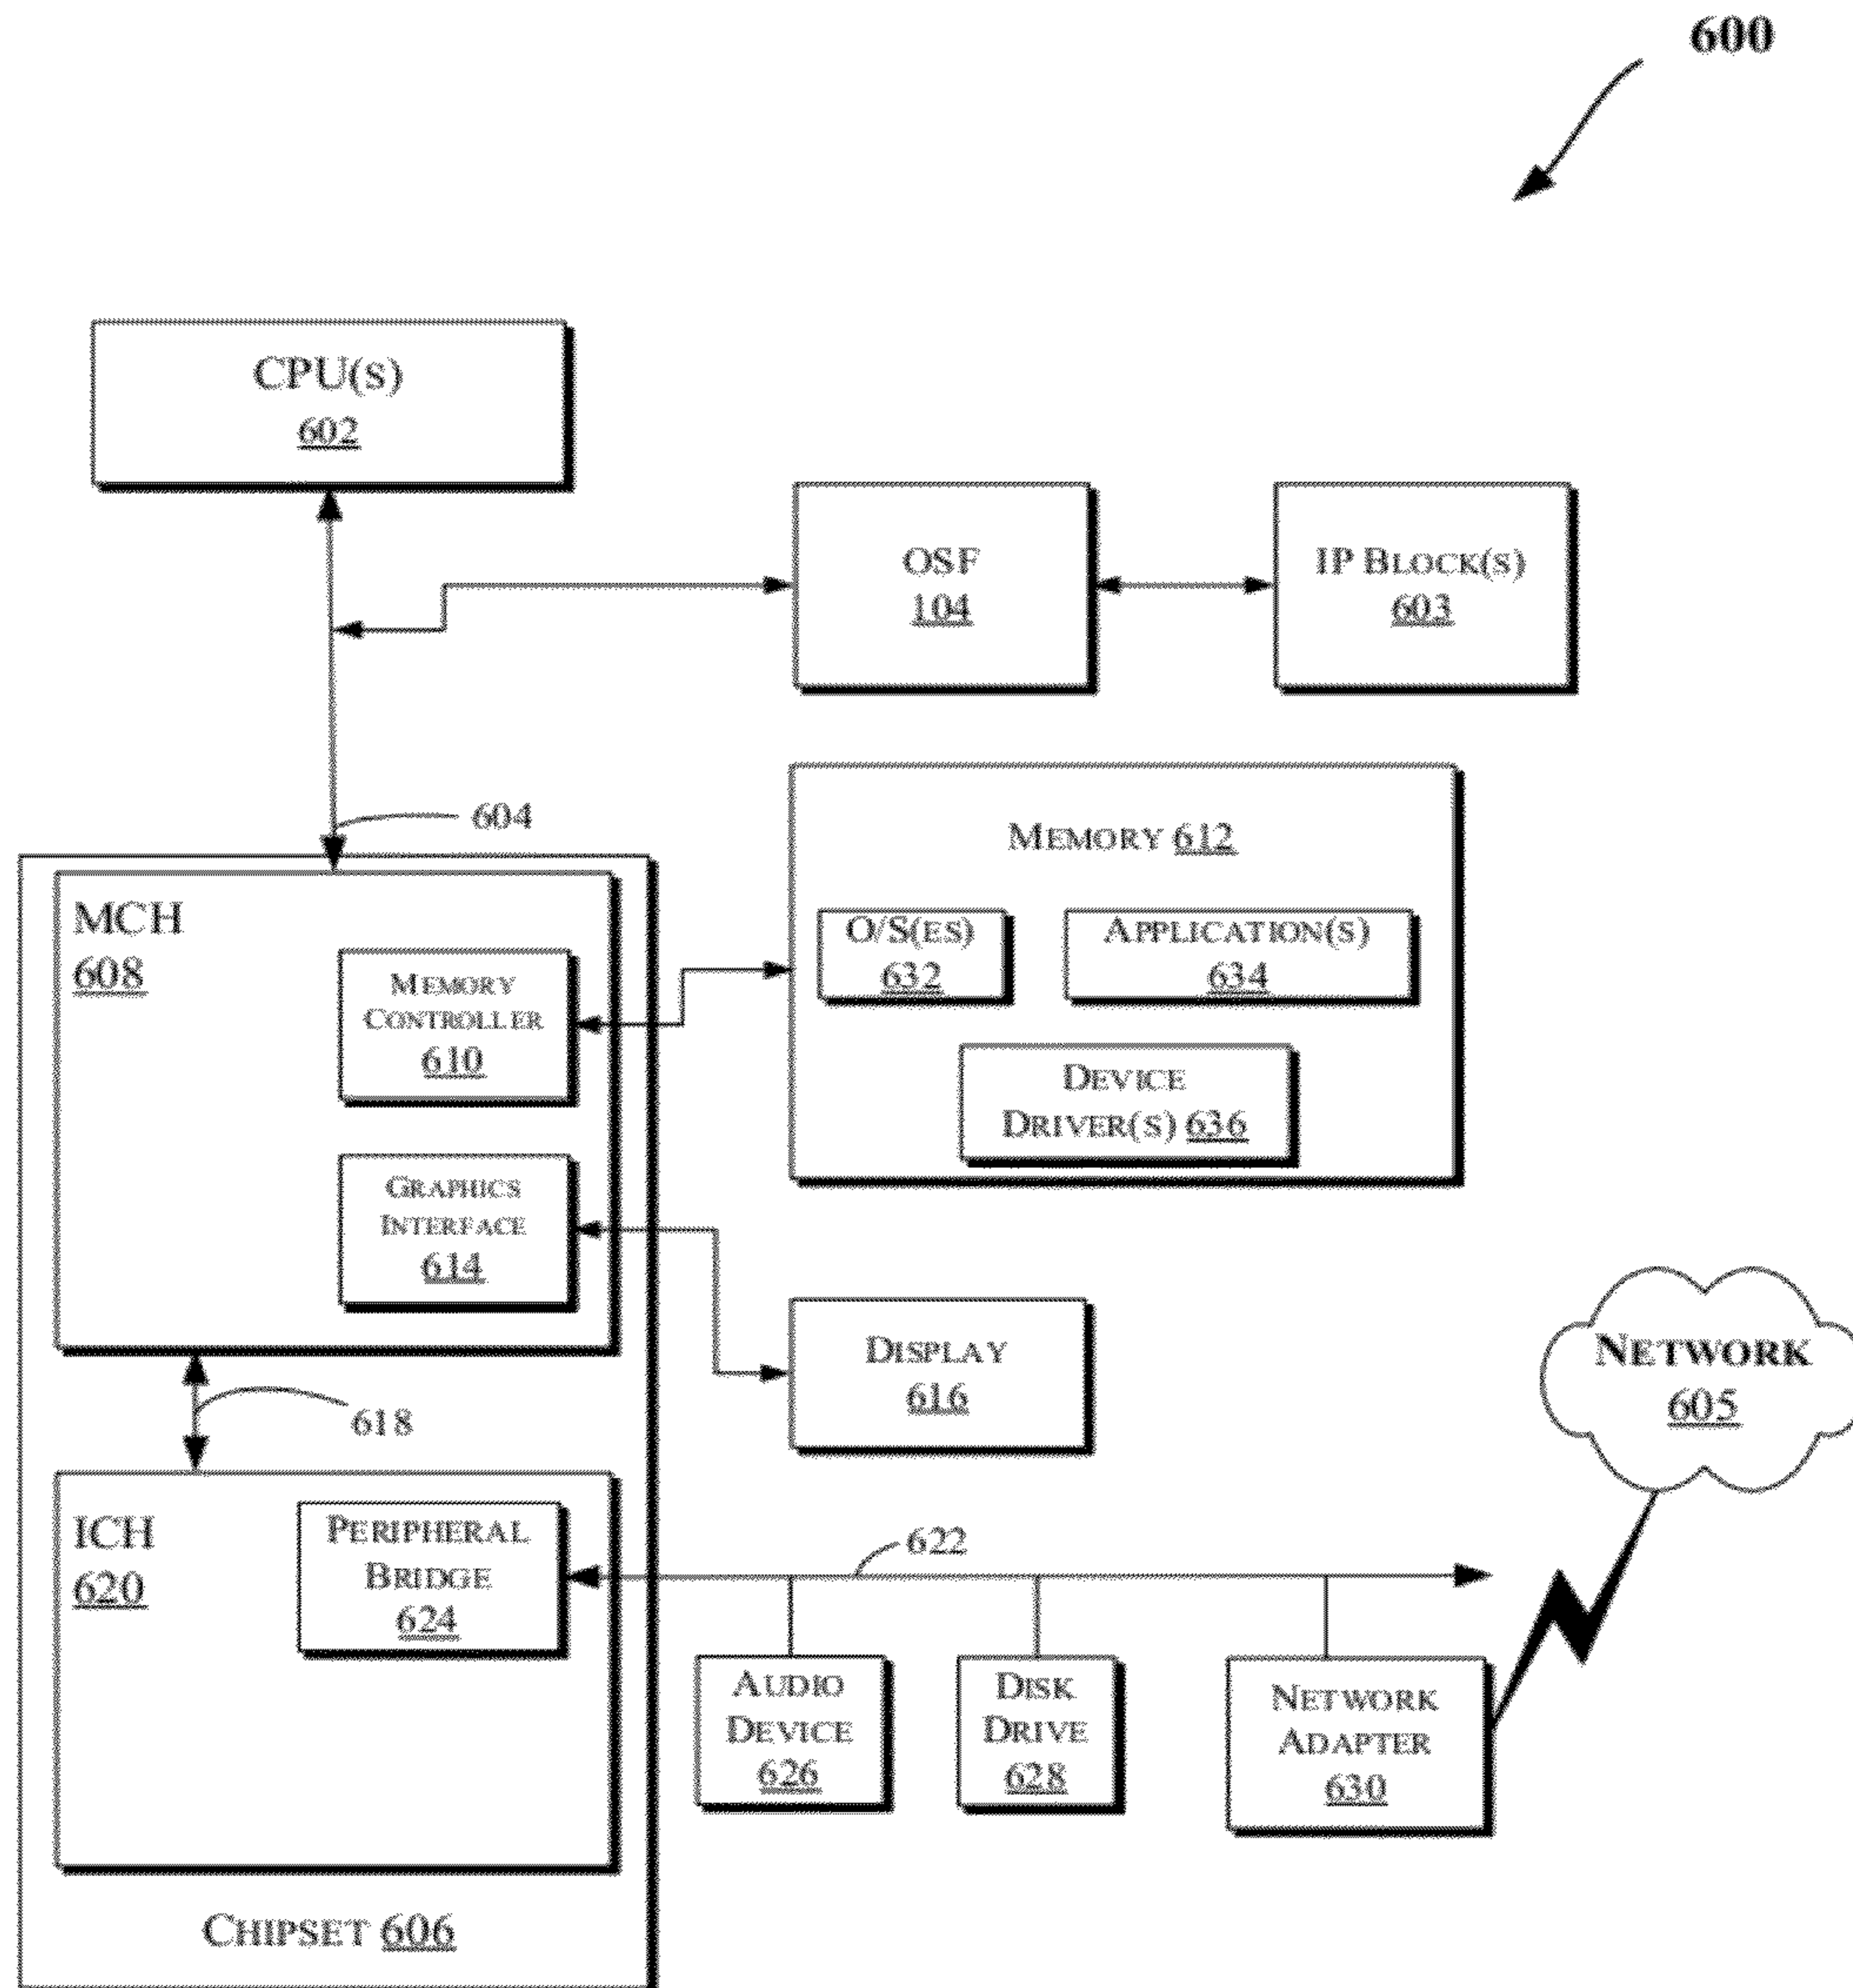 600
CPU(S)
602
OSF
104
IP BLOCK(S)
603
604
MEMORY 612
O/S(ES)
632
APPLICATION(S)
634
DEVICE
DRIVER(S) 636
MCH
608
MEMORY
CONTROLLER
610
GRAPHICS
INTERFACE
614
DISPLAY
616
NETWORK
605
618
ICH
620
PERIPHERAL
BRIDGE
624
622
AUDIO
DEVICE
626
DISK
DRIVE
628
NETWORK
ADAPTER
630
CHIPSET 606